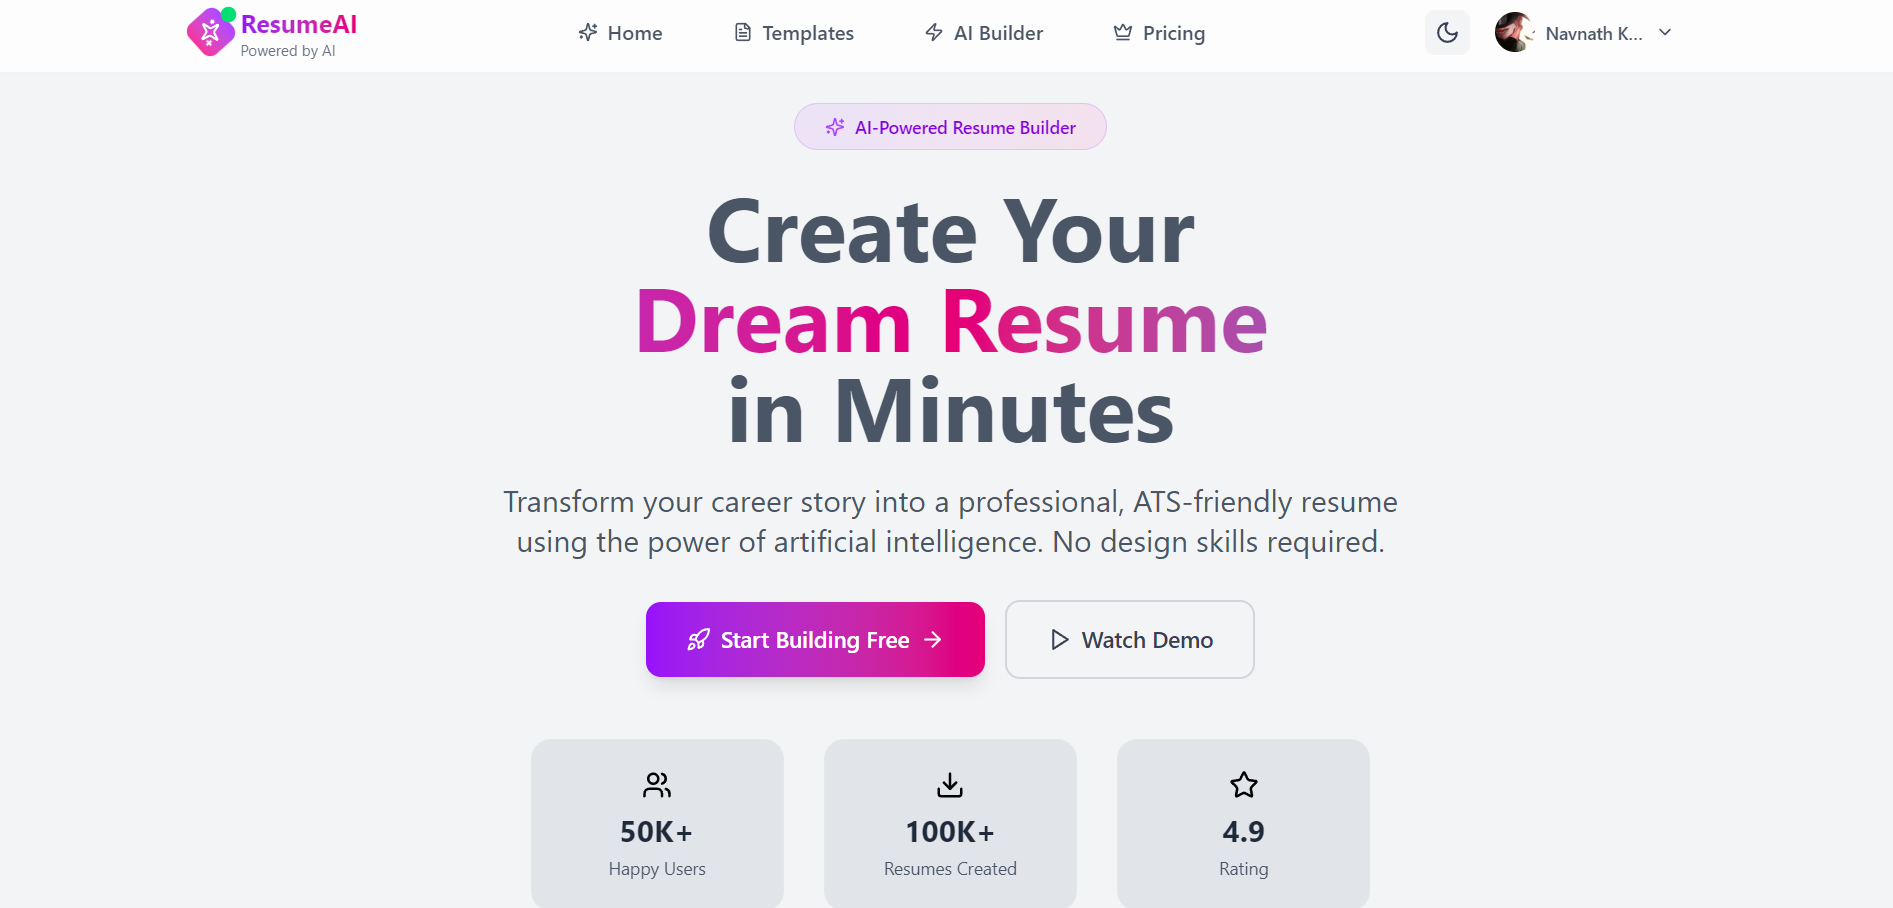 ResumeAI
Powered by AI
Home
Templates
AI Builder
Pricing
Navnath K...
AI-Powered Resume Builder
Create Your
Dream Resume
in Minutes
Transform your career story into a professional, ATS-friendly resume
using the power of artificial intelligence. No design skills required.
Start Building Free
Watch Demo
50K+
Happy Users
100K+
Resumes Created
4.9
Rating